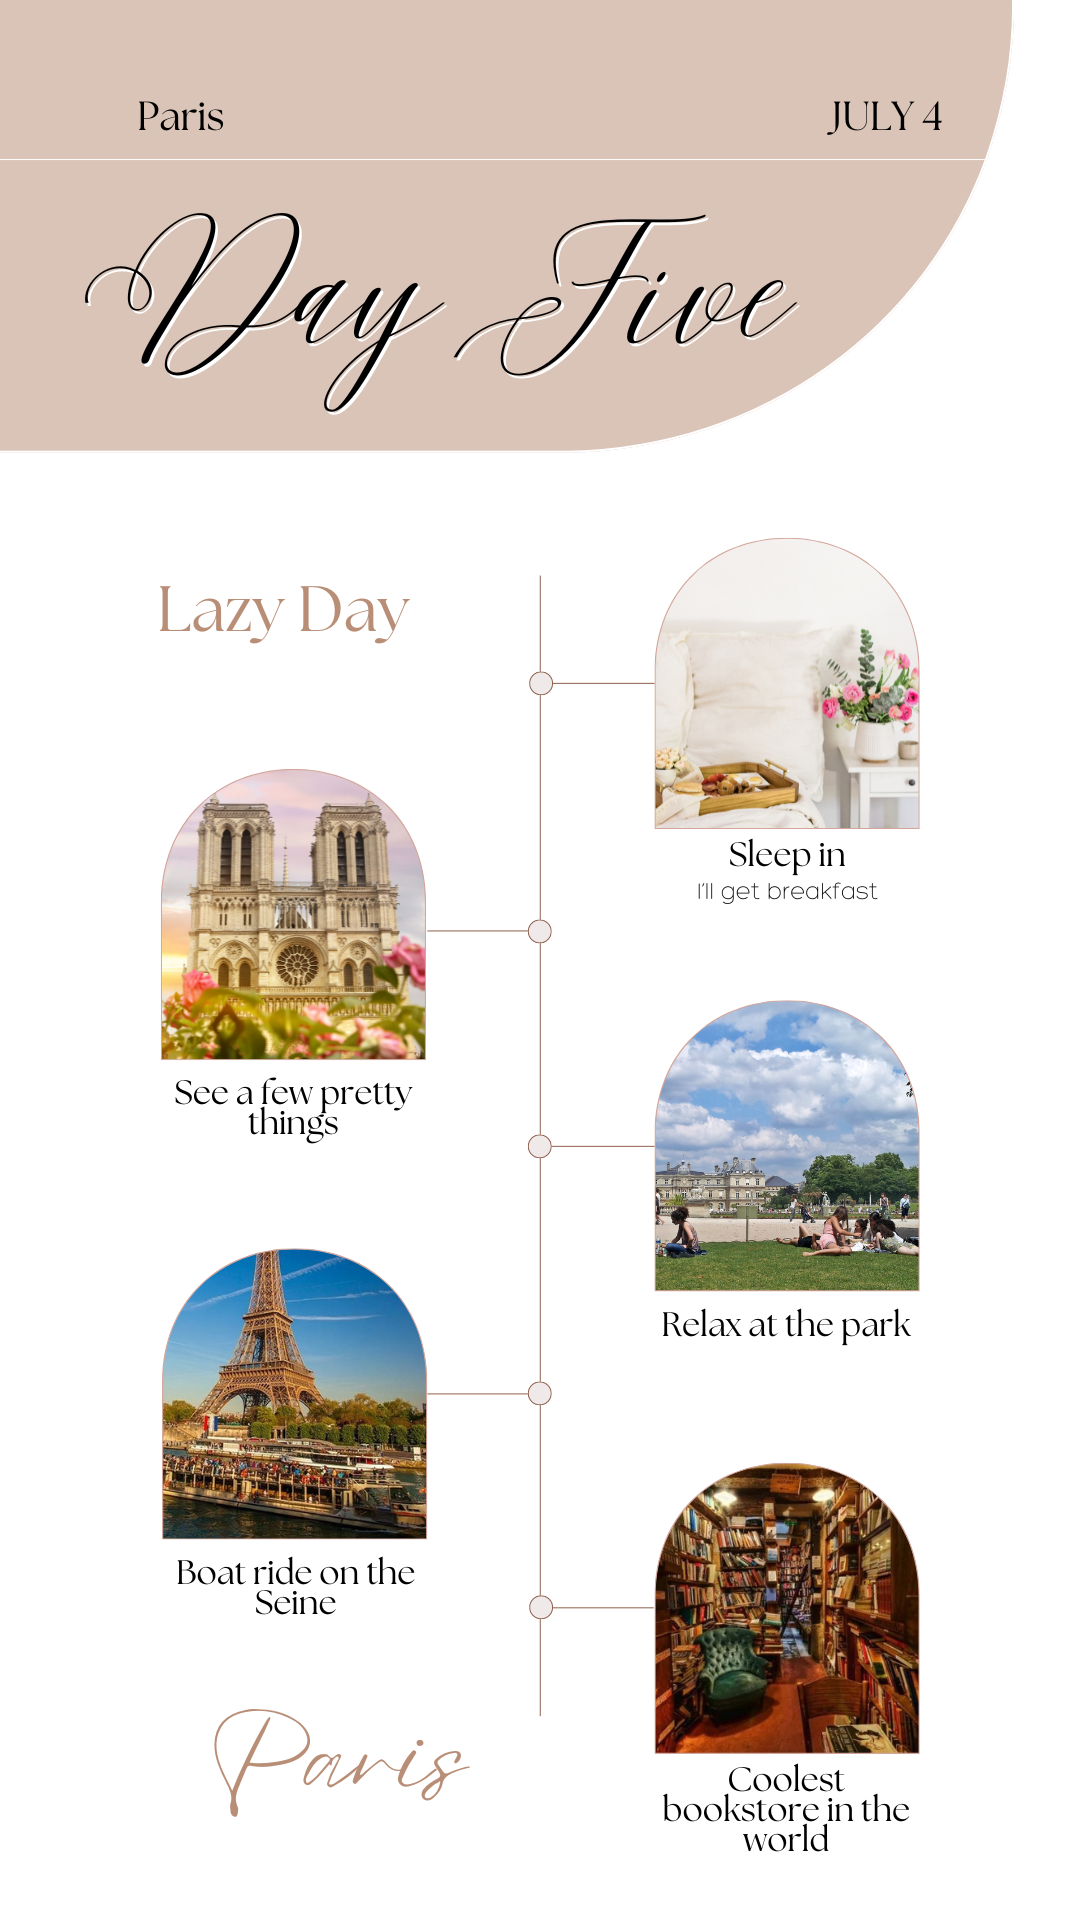 Paris
JULY 4
Day Five
Lazy Day
Sleep in
I'll get breakfast
See a few pretty
things
Relax at the park
Boat ride on the
Seine
Coolest
bookstore in the
world
Paris